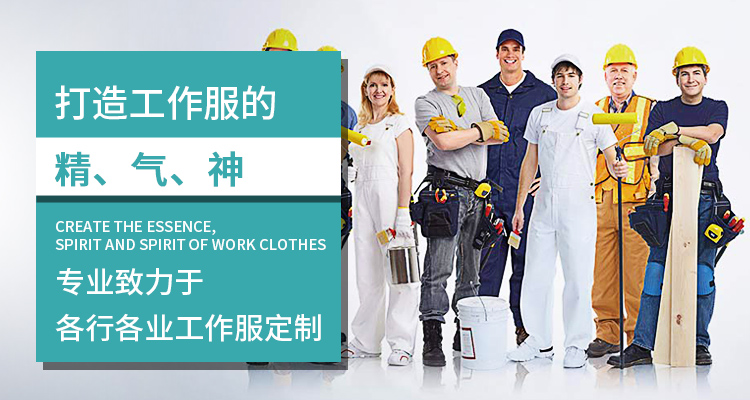 打造工作服的
精、气、神
CREATE THE ESSENCE,
SPIRIT AND SPIRIT OF WORK CLOTHES
专业致力于
各行各业工作服定制